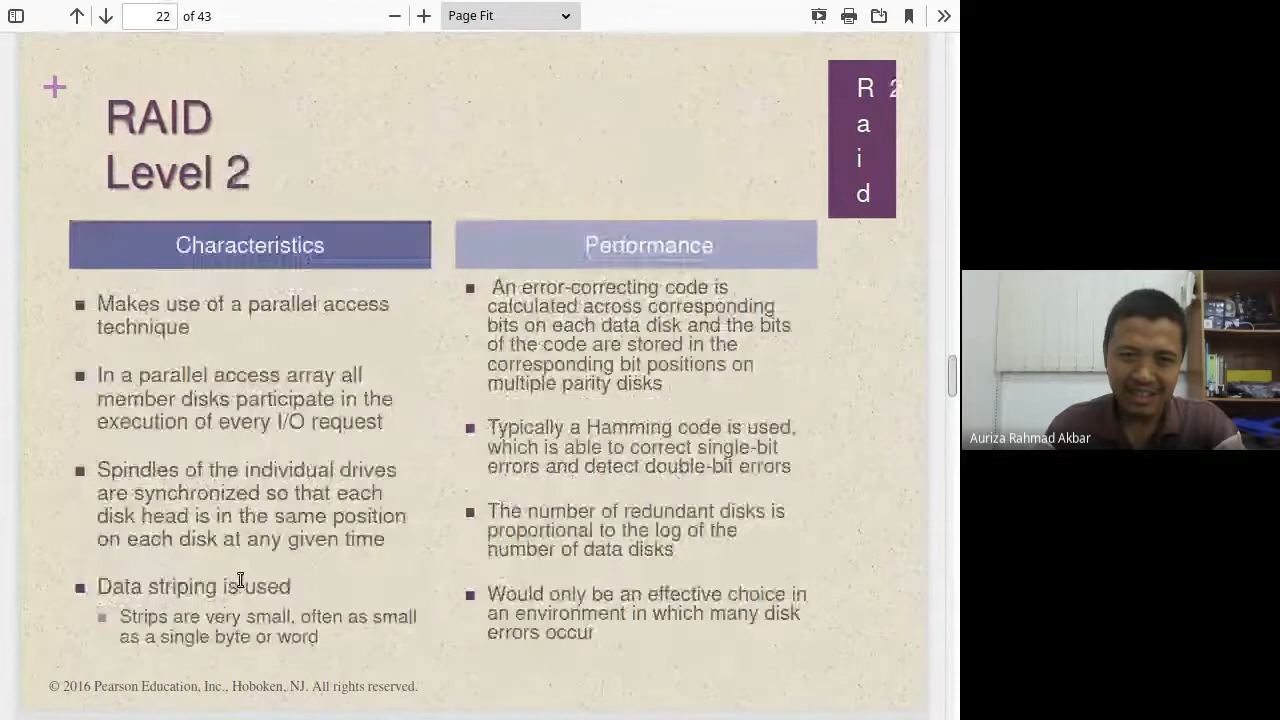 22 of 43
Page Fit
RAID
Level 2
R 2
a
i
d
Characteristics
Makes use of a parallel access
technique
In a parallel access array all
member disks participate in the
execution of every I/O request
Spindles of the individual drives
are synchronized so that each
disk head is in the same position
on each disk at any given time
Data striping is used
Strips are very small, often as small
as a single byte or word
Performance
An error-correcting code is
calculated across corresponding
bits on each data disk and the bits
of the code are stored in the
corresponding bit positions on
multiple parity disks
Typically a Hamming code is used,
which is able to correct single-bit
errors and detect double-bit errors
The number of redundant disks is
proportional to the log of the
number of data disks
Would only be an effective choice in
an environment in which many disk
errors occur
© 2016 Pearson Education, Inc., Hoboken, NJ. All rights reserved.
Auriza Rahmad Akbar